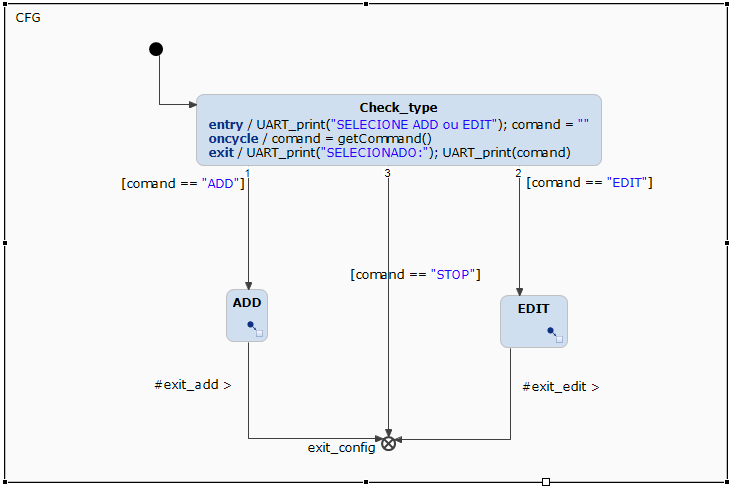 CFG
Check_type
entry / UART_print("SELECIONE ADD ou EDIT"); comand = ""
oncycle / comand = getCommand()
exit / UART_print("SELECIONADO:"); UART_print(comand)
1
3
2
[comand == "ADD"]
[comand == "EDIT"]
[comand == "STOP"]
ADD
EDIT
#exit_add >
#exit_edit >
exit_config